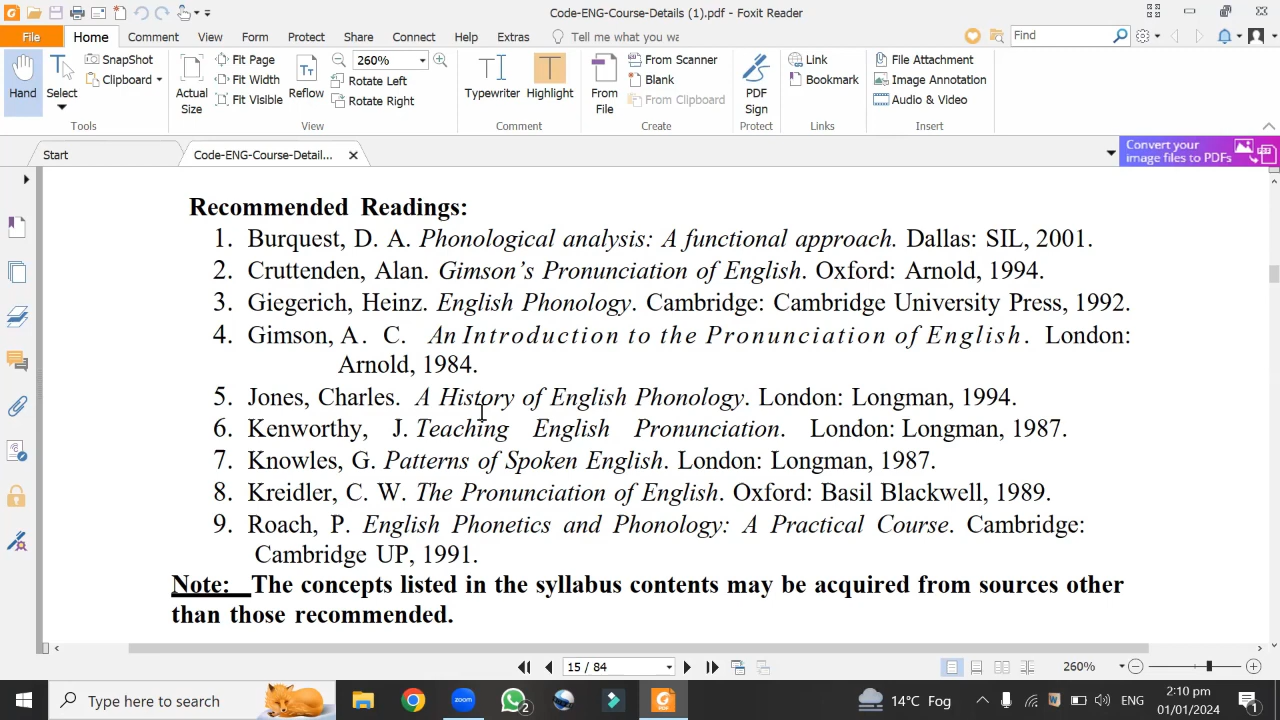 Code-ENG-Course-Details (1).pdf - Foxit Reader
File Home Comment View Form Protect Share Connect Help Extras Tell me what you wa Find
Hand
Select
SnapShot
Clipboard
Tools
Actual Size
Fit Page
Fit Width
Fit Visible
Reflow
260%
Rotate Left
Rotate Right
View
Typewriter
Highlight
Comment
From File
From Scanner
Blank
From Clipboard
Create
PDF Sign
Protect
Link
Bookmark
Links
File Attachment
Image Annotation
Audio & Video
Insert
Start Code-ENG-Course-Detail...
Convert your
image files to PDFs
Recommended Readings:
1. Burquest, D. A. Phonological analysis: A functional approach. Dallas: SIL, 2001.
2. Cruttenden, Alan. Gimson's Pronunciation of English. Oxford: Arnold, 1994.
3. Giegerich, Heinz. English Phonology. Cambridge: Cambridge University Press, 1992.
4. Gimson, A. C. An Introduction to the Pronunciation of English. London:
Arnold, 1984.
5. Jones, Charles. A History of English Phonology. London: Longman, 1994.
6. Kenworthy, J. Teaching English Pronunciation. London: Longman, 1987.
7. Knowles, G. Patterns of Spoken English. London: Longman, 1987.
8. Kreidler, C. W. The Pronunciation of English. Oxford: Basil Blackwell, 1989.
9. Roach, P. English Phonetics and Phonology: A Practical Course. Cambridge:
Cambridge UP, 1991.
Note: The concepts listed in the syllabus contents may be acquired from sources other
than those recommended.
15 / 84 260%
Type here to search zoom 2 14°C Fog ENG 2:10 pm
01/01/2024 1